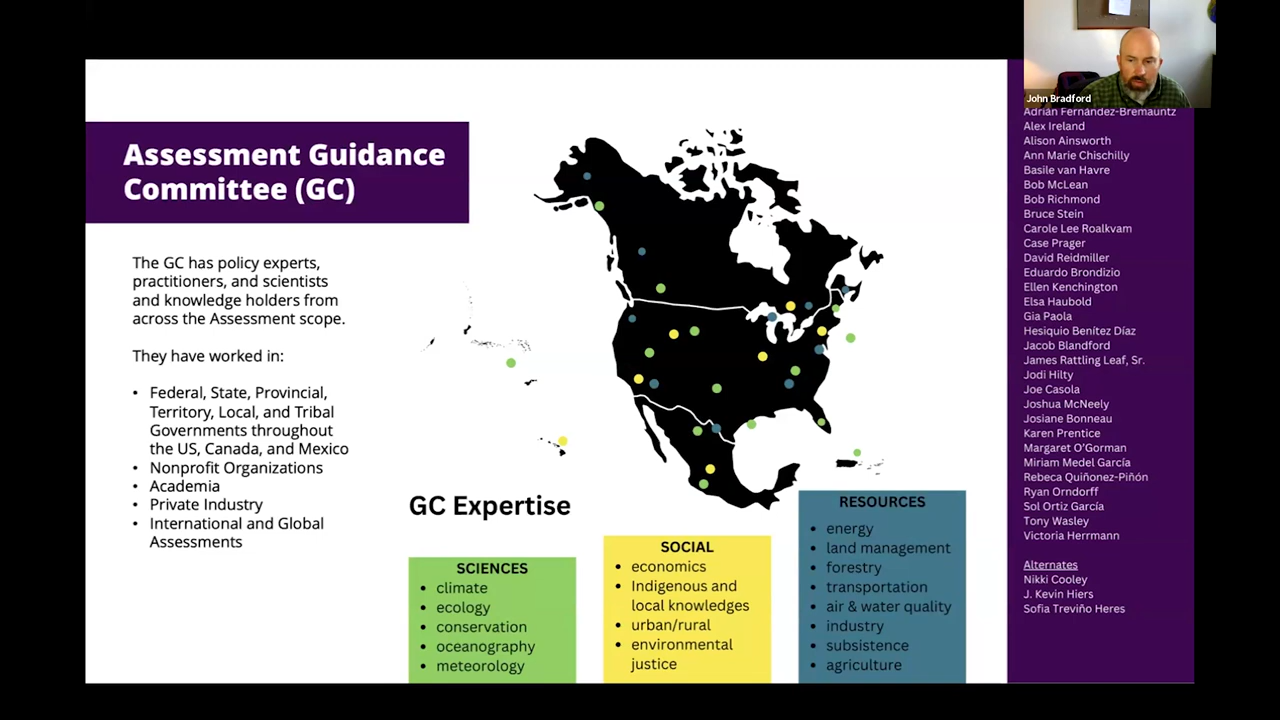 John Bradford
Assessment Guidance
Committee (GC)
The GC has policy experts,
practitioners, and scientists
and knowledge holders from
across the Assessment scope.
They have worked in:
• Federal, State, Provincial,
Territory, Local, and Tribal
Governments throughout
the US, Canada, and Mexico
• Nonprofit Organizations
• Academia
• Private Industry
• International and Global
Assessments
GC Expertise
SCIENCES
• climate
• ecology
• conservation
• oceanography
• meteorology
SOCIAL
• economics
• Indigenous and
local knowledges
• urban/rural
• environmental
justice
RESOURCES
• energy
• land management
• forestry
• transportation
• air & water quality
• industry
• subsistence
• agriculture
Adrián Fernández-Bremauntz
Alex Ireland
Alison Ainsworth
Ann Marie Chischilly
Basile van Havre
Bob McLean
Bob Richmond
Bruce Stein
Carole Lee Roalkvam
Case Prager
David Reidmiller
Eduardo Brondizio
Ellen Kenchington
Elsa Haubold
Gia Paola
Hesiquio Benítez Díaz
Jacob Blandford
James Rattling Leaf, Sr.
Jodi Hilty
Joe Casola
Joshua McNeely
Josiane Bonneau
Karen Prentice
Margaret O'Gorman
Miriam Medel García
Rebeca Quiñonez-Piñón
Ryan Orndorff
Sol Ortiz García
Tony Wasley
Victoria Herrmann
Alternates
Nikki Cooley
J. Kevin Hiers
Sofia Treviño Heres